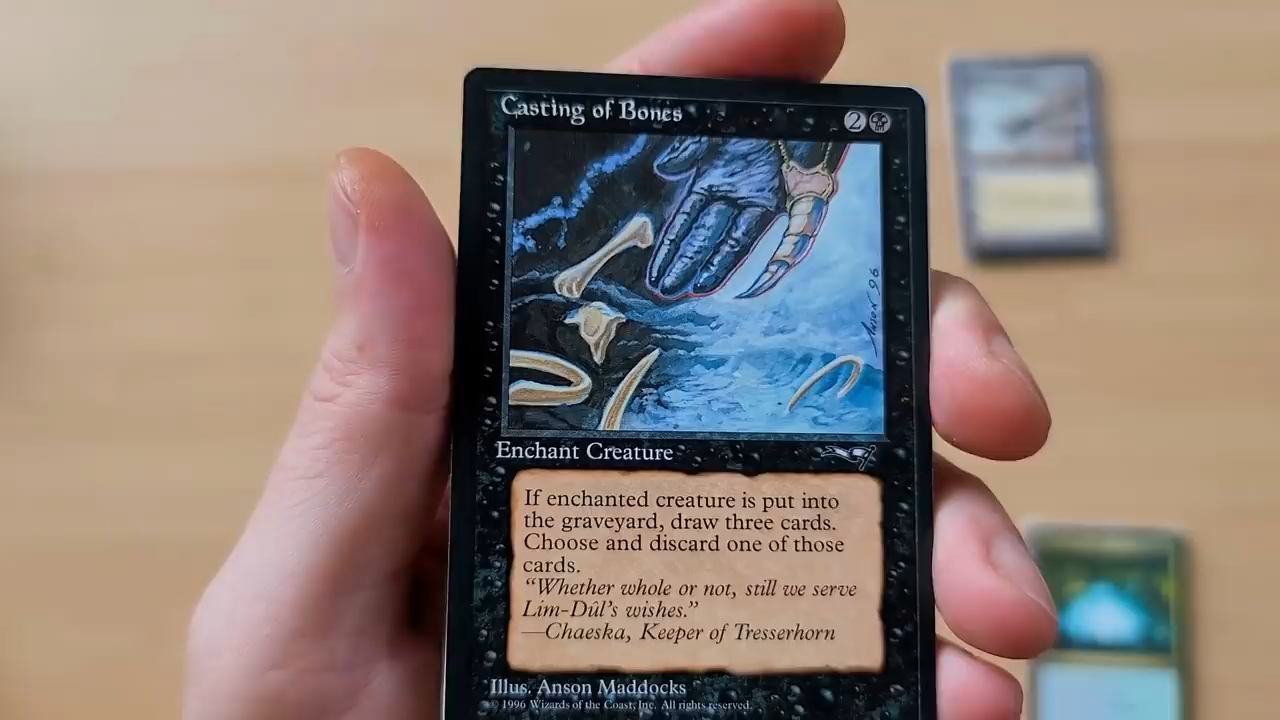 Casting of Bones
2
ANSON 96
Enchant Creature
If enchanted creature is put into
the graveyard, draw three cards.
Choose and discard one of those
cards.
“Whether whole or not, still we serve
Lim-Dûl’s wishes.”
—Chaeska, Keeper of Tresserhorn
Illus. Anson Maddocks
© 1996 Wizards of the Coast, Inc. All rights reserved.